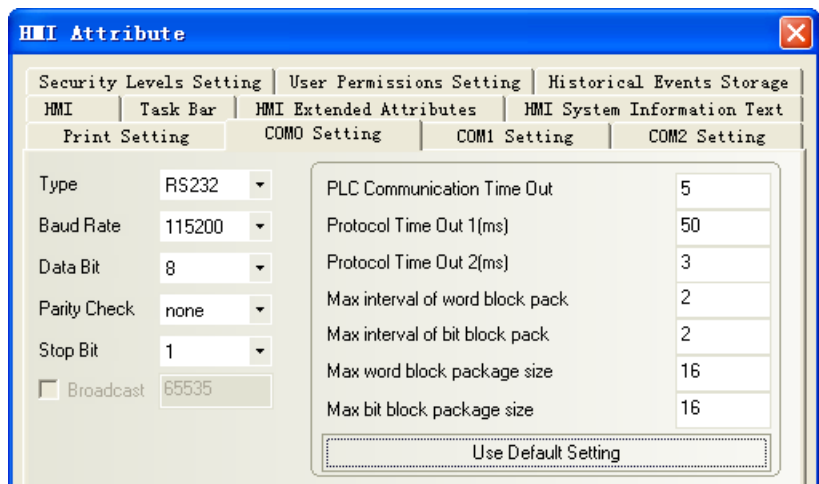 HMI Attribute
Security Levels Setting User Permissions Setting Historical Events Storage
HMI Task Bar HMI Extended Attributes HMI System Information Text
Print Setting COM0 Setting COM1 Setting COM2 Setting
Type RS232
Baud Rate 115200
Data Bit 8
Parity Check none
Stop Bit 1
Broadcast 65535
PLC Communication Time Out 5
Protocol Time Out 1(ms) 50
Protocol Time Out 2(ms) 3
Max interval of word block pack 2
Max interval of bit block pack 2
Max word block package size 16
Max bit block package size 16
Use Default Setting